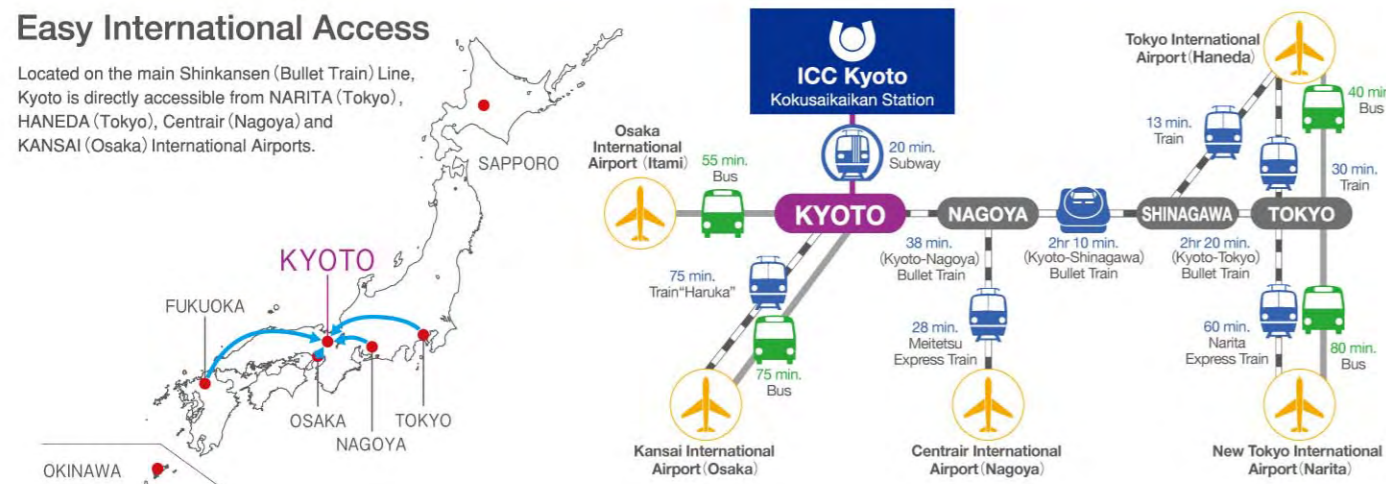 Easy International Access
Located on the main Shinkansen (Bullet Train) Line,
Kyoto is directly accessible from NARITA (Tokyo),
HANEDA (Tokyo), Centrair (Nagoya) and
KANSAI (Osaka) International Airports.
SAPPORO
KYOTO
FUKUOKA
OSAKA
TOKYO
NAGOYA
OKINAWA
ICC Kyoto
Kokusaikaikan Station
20 min.
Subway
Osaka
International
Airport (Itami)
55 min.
Bus
KYOTO
NAGOYA
SHINAGAWA
TOKYO
Tokyo International
Airport (Haneda)
13 min.
Train
40 min
Bus
30 min.
Train
38 min.
(Kyoto-Nagoya)
Bullet Train
2hr 10 min.
(Kyoto-Shinagawa)
Bullet Train
2hr 20 min.
(Kyoto-Tokyo)
Bullet Train
75 min.
Train"Haruka"
75 min.
Bus
28 min.
Meitetsu
Express Train
60 min.
Narita
Express Train
80 min.
Bus
Kansai International
Airport (Osaka)
Centrair International
Airport (Nagoya)
New Tokyo International
Airport (Narita)